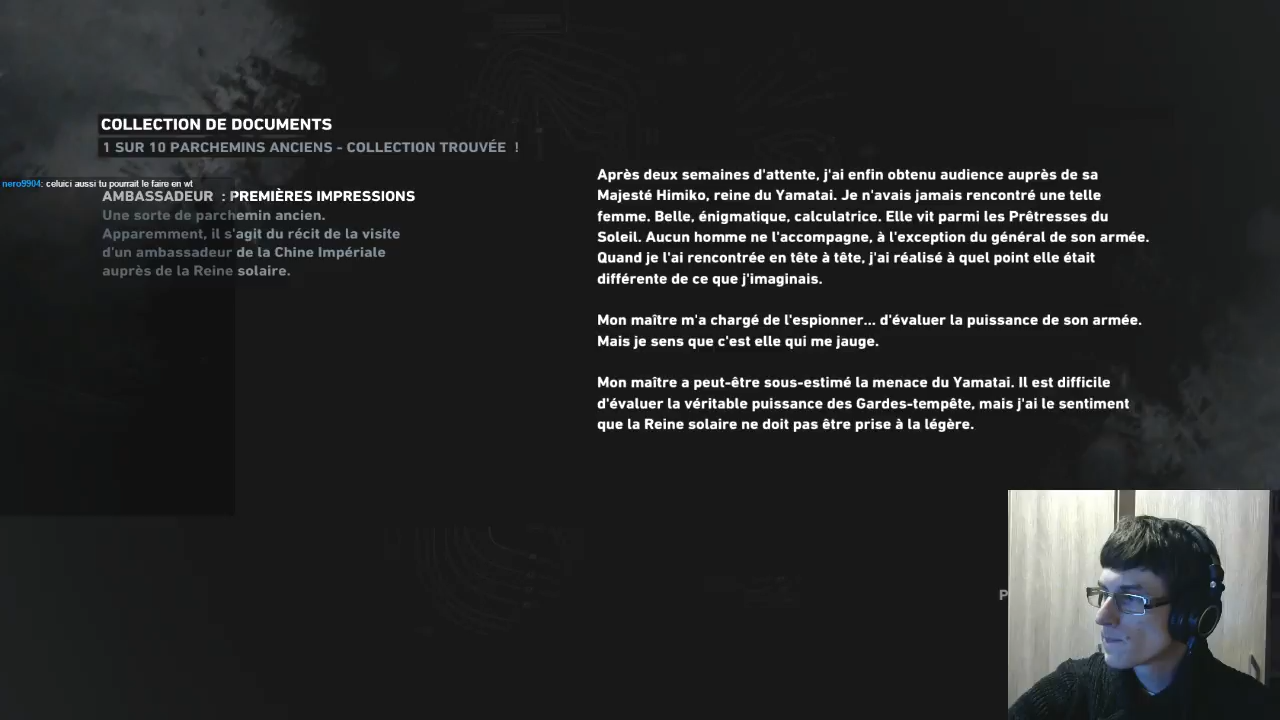 COLLECTION DE DOCUMENTS
1 SUR 10 PARCHEMINS ANCIENS - COLLECTION TROUVÉE !
nero9904: celuici aussi tu pourrait le faire en wt
AMBASSADEUR : PREMIÈRES IMPRESSIONS
Une sorte de parchemin ancien.
Apparemment, il s'agit du récit de la visite
d'un ambassadeur de la Chine Impériale
auprès de la Reine solaire.
Après deux semaines d'attente, j'ai enfin obtenu audience auprès de sa
Majesté Himiko, reine du Yamatai. Je n'avais jamais rencontré une telle
femme. Belle, énigmatique, calculatrice. Elle vit parmi les Prêtresses du
Soleil. Aucun homme ne l'accompagne, à l'exception du général de son armée.
Quand je l'ai rencontrée en tête à tête, j'ai réalisé à quel point elle était
différente de ce que j'imaginais.
Mon maître m'a chargé de l'espionner... d'évaluer la puissance de son armée.
Mais je sens que c'est elle qui me jauge.
Mon maître a peut-être sous-estimé la menace du Yamatai. Il est difficile
d'évaluer la véritable puissance des Gardes-tempête, mais j'ai le sentiment
que la Reine solaire ne doit pas être prise à la légère.